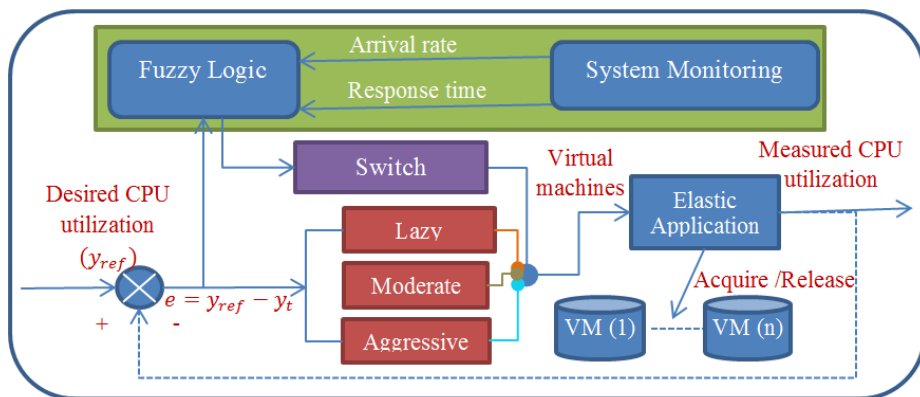 Fuzzy Logic
Arrival rate
Response time
System Monitoring
Switch
Desired CPU
utilization
(y_ref)
+
-
e = y_ref − y_t
Lazy
Moderate
Aggressive
Virtual
machines
Elastic
Application
Measured CPU
utilization
Acquire /Release
VM (1)
VM (n)